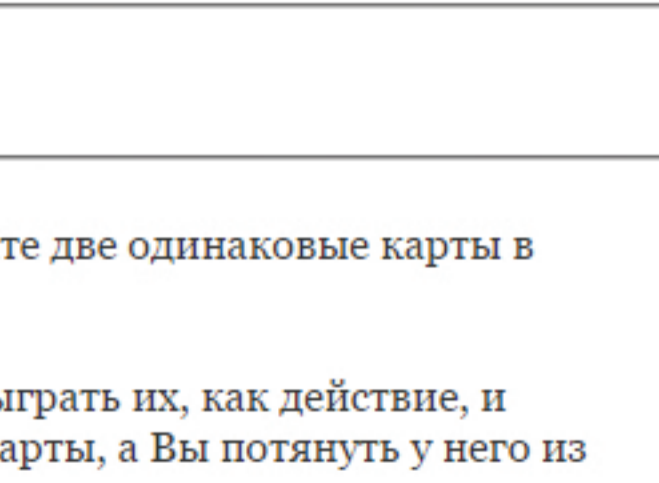 те две одинаковые карты в
ыграть их, как действие, и
арты, а Вы потянуть у него из